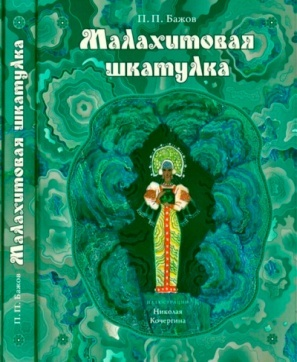 П. П. Бажов
Малахитовая
шкатулка
иллюстрации
Николая
Кочергина
П. П. Бажов Малахитовая шкатулка